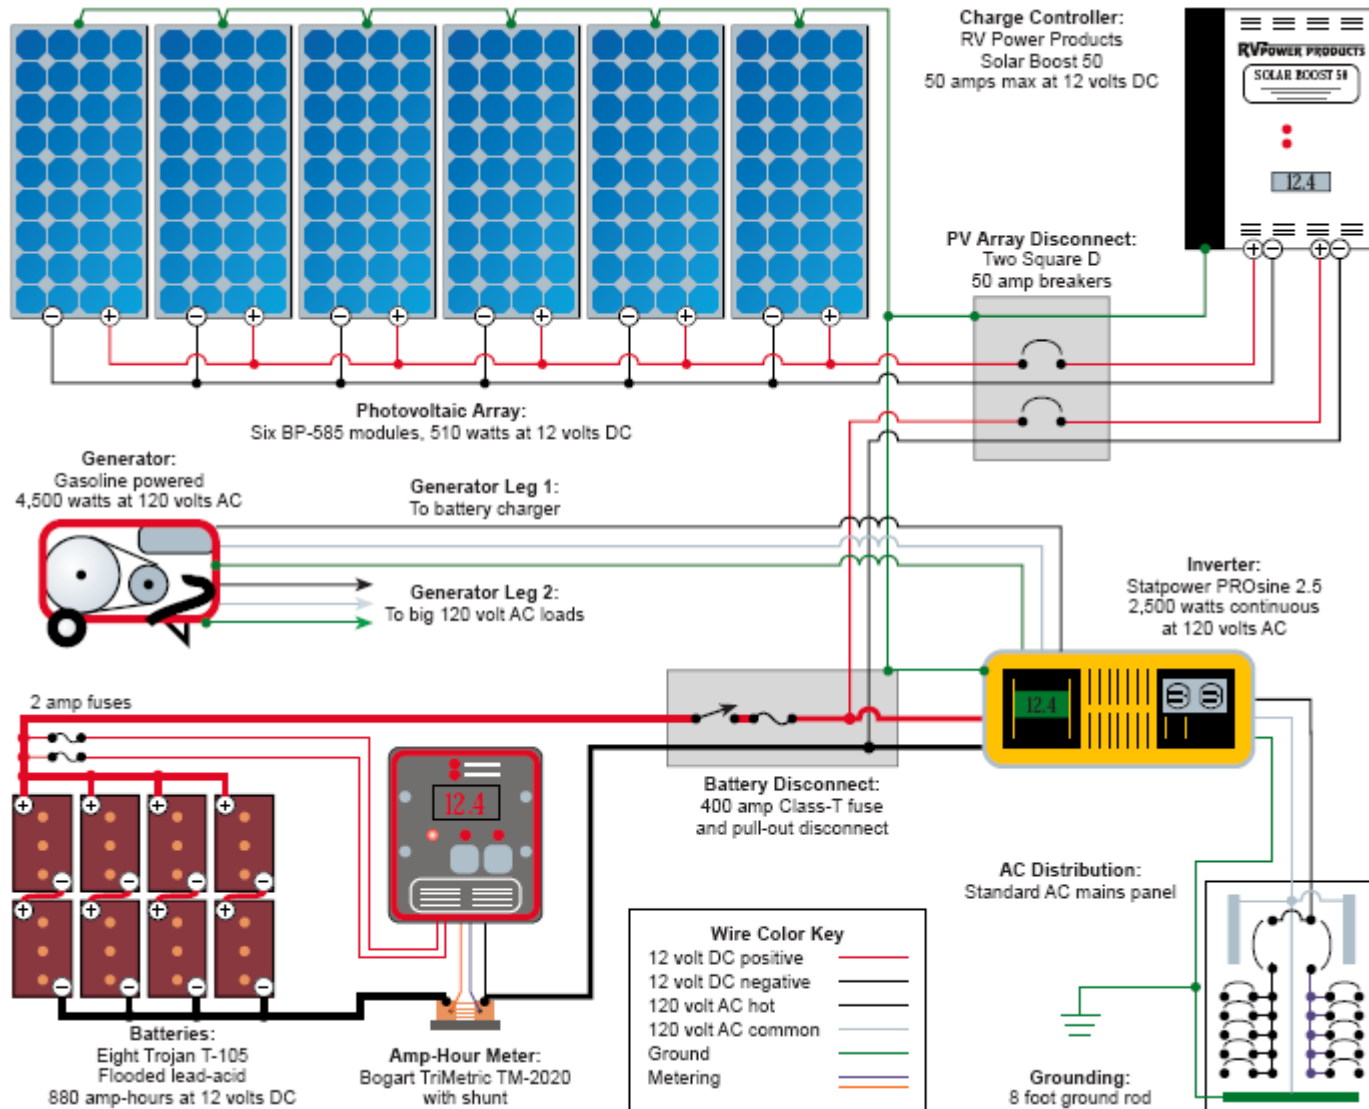 Charge Controller:
RV Power Products
Solar Boost 50
50 amps max at 12 volts DC
RV POWER PRODUCTS
SOLAR BOOST 50
12.4
PV Array Disconnect:
Two Square D
50 amp breakers
Photovoltaic Array:
Six BP-585 modules, 510 watts at 12 volts DC
Generator:
Gasoline powered
4,500 watts at 120 volts AC
Generator Leg 1:
To battery charger
Generator Leg 2:
To big 120 volt AC loads
Inverter:
Statpower PROsine 2.5
2,500 watts continuous
at 120 volts AC
12.4
2 amp fuses
12.4
Battery Disconnect:
400 amp Class-T fuse
and pull-out disconnect
AC Distribution:
Standard AC mains panel
Wire Color Key
12 volt DC positive
12 volt DC negative
120 volt AC hot
120 volt AC common
Ground
Metering
Batteries:
Eight Trojan T-105
Flooded lead-acid
880 amp-hours at 12 volts DC
Amp-Hour Meter:
Bogart TriMetric TM-2020
with shunt
Grounding:
8 foot ground rod